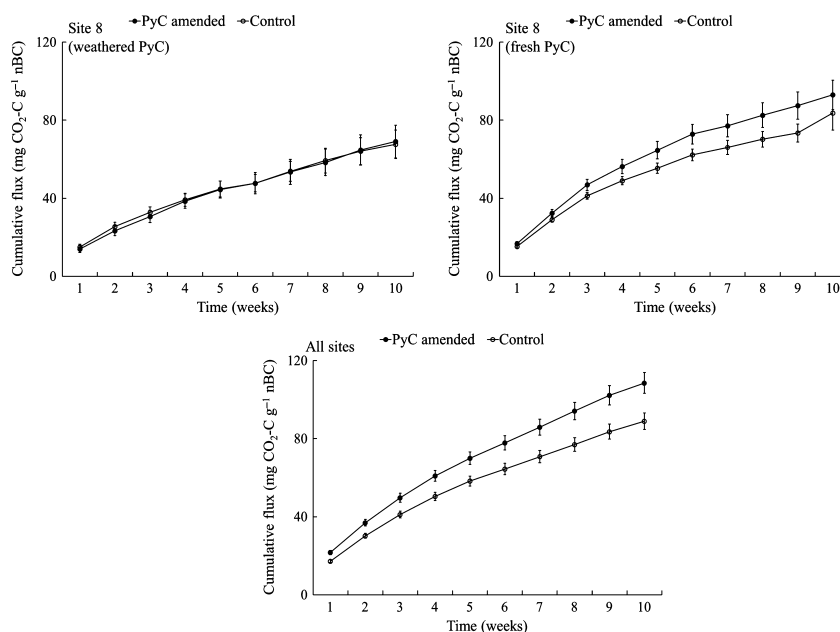 PyC amended Control
Site 8
(weathered PyC)
120
80
40
0
Cumulative flux (mg CO₂-C g⁻¹ nBC)
1 2 3 4 5 6 7 8 9 10
Time (weeks)
PyC amended Control
Site 8
(fresh PyC)
120
80
40
0
Cumulative flux (mg CO₂-C g⁻¹ nBC)
1 2 3 4 5 6 7 8 9 10
Time (weeks)
PyC amended Control
All sites
120
80
40
0
Cumulative flux (mg CO₂-C g⁻¹ nBC)
1 2 3 4 5 6 7 8 9 10
Time (weeks)